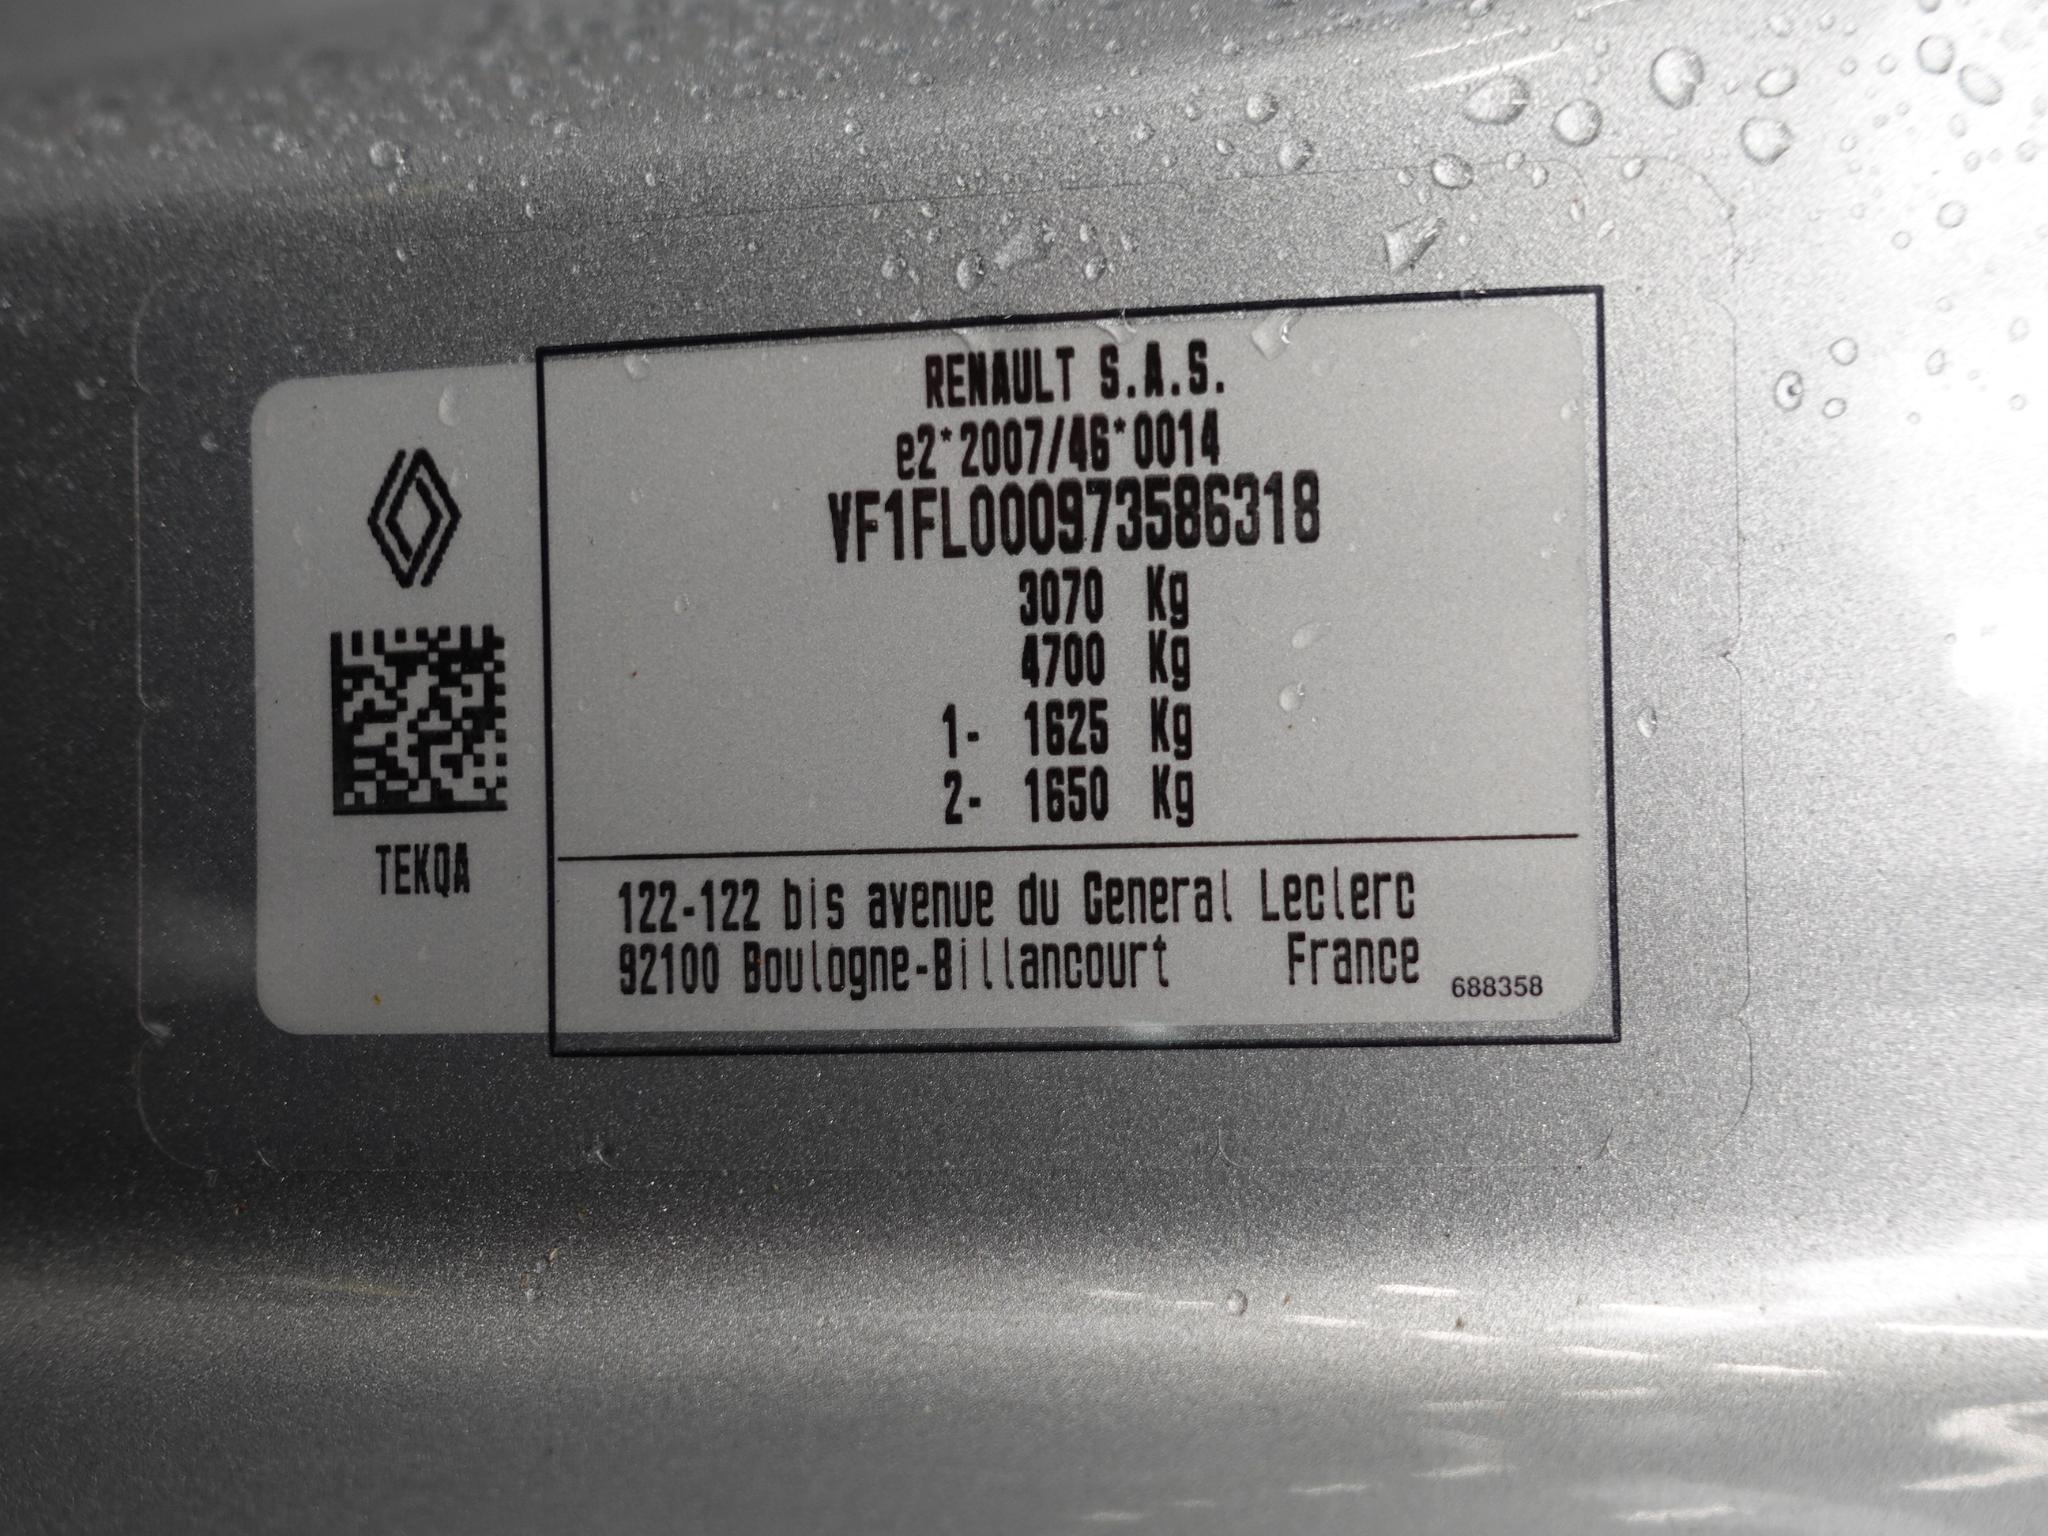 RENAULT S.A.S.
e2*2007/46*0014
VF1FL000973586318
3070 Kg
4700 Kg
1- 1625 Kg
2- 1650 Kg
TEKQA
122-122 bis avenue du General Leclerc
92100 Boulogne-Billancourt France
688358